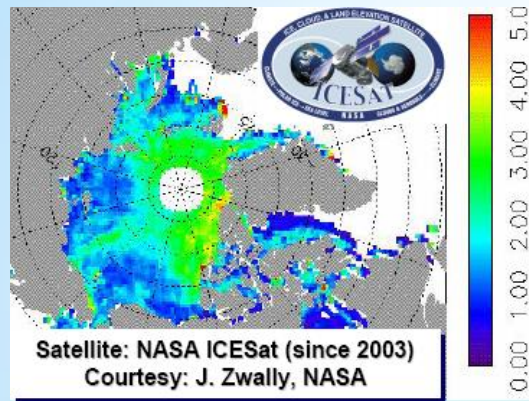 ICE, CLOUD, & LAND ELEVATION SATELLITE
ICESAT
NASA
5.0
4.00
3.00
2.00
1.00
0.00
Satellite: NASA ICESat (since 2003)
Courtesy: J. Zwally, NASA